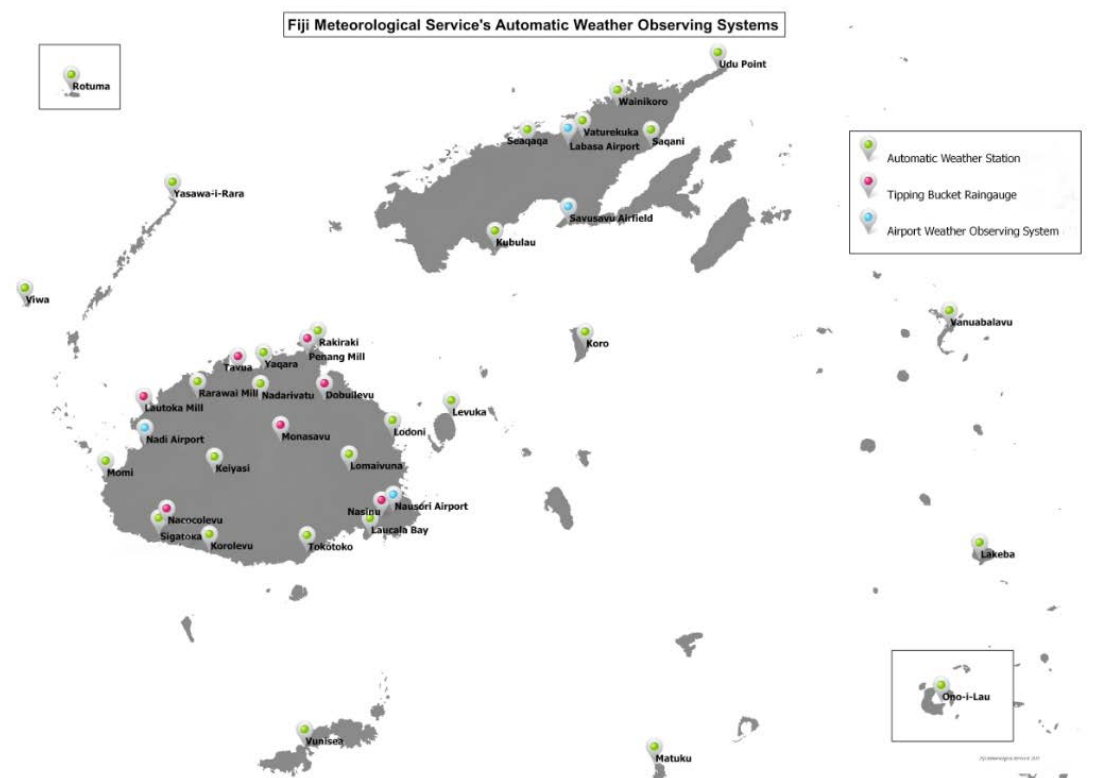 Fiji Meteorological Service's Automatic Weather Observing Systems
Udu Point
Rotuma
Wainikoro
Vaturekuka
Seaqaqa
Labasa Airport
Saqani
Automatic Weather Station
Tipping Bucket Raingauge
Airport Weather Observing System
Yasawa-i-Rara
Savusavu Airfield
Kubulau
Viwa
Vanuabalavu
Rakiraki
Koro
Penang Mill
Tavua
Yaqara
Rarawai Mill
Nadarivatu
Dobuilevu
Lautoka Mill
Levuka
Nadi Airport
Monasavu
Lodoni
Momi
Keiyasi
Lomaivuna
Nasinu
Nausori Airport
Nacocolevu
Laucala Bay
Sigatoka
Korolevu
Tokotoko
Lakeba
Ono-i-Lau
Vunisea
Matuku